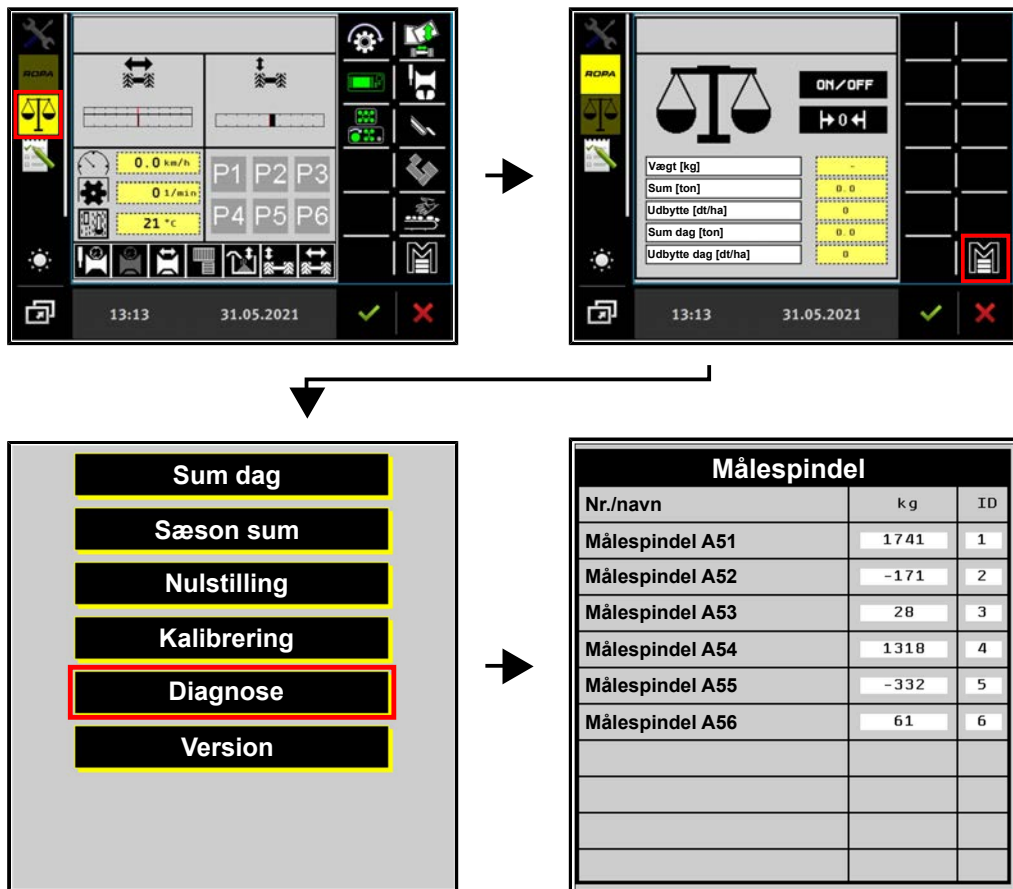 ROPA
0.0 km/h
0 1/min
21 °C
P1 P2 P3
P4 P5 P6
13:13 31.05.2021
ROPA
ON/OFF
0
Vægt [kg] -
Sum [ton] 0.0
Udbytte [dt/ha] 0
Sum dag [ton] 0.0
Udbytte dag [dt/ha] 0
13:13 31.05.2021
Sum dag
Sæson sum
Nulstilling
Kalibrering
Diagnose
Version
Målespindel
Nr./navn kg ID
Målespindel A51 1741 1
Målespindel A52 -171 2
Målespindel A53 28 3
Målespindel A54 1318 4
Målespindel A55 -332 5
Målespindel A56 61 6